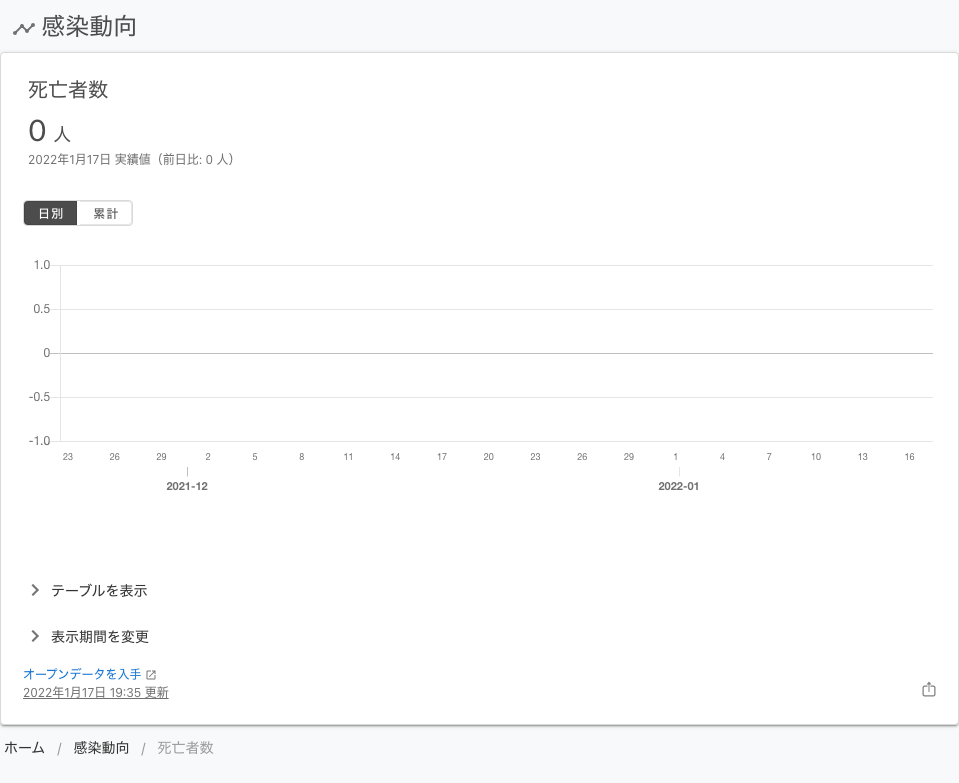 感染動向
死亡者数
0 人
2022年1月17日 実績値（前日比: 0 人）
日別 累計
1.0
0.5
0
-0.5
-1.0
23 26 29 2 5 8 11 14 17 20 23 26 29 1 4 7 10 13 16
2021-12 2022-01
テーブルを表示
表示期間を変更
オープンデータを入手
2022年1月17日 19:35 更新
ホーム / 感染動向 / 死亡者数